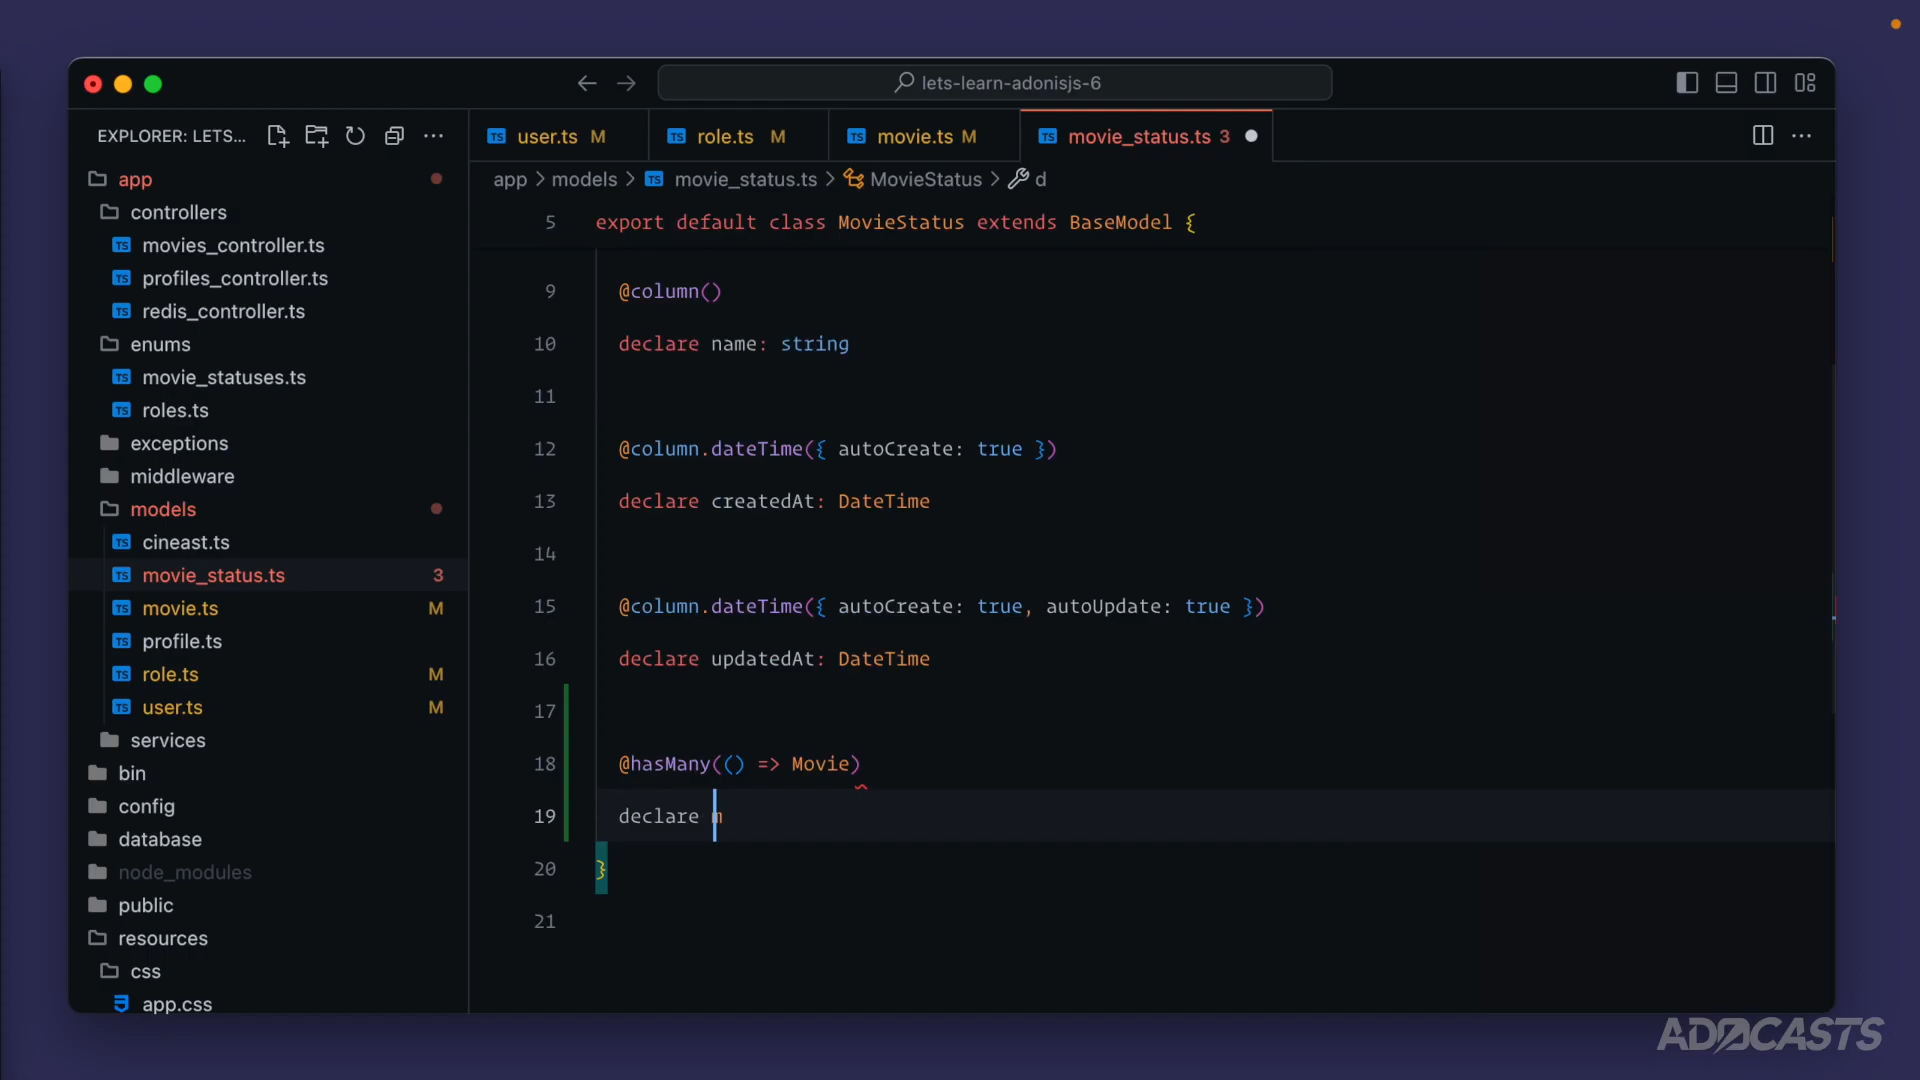 lets-learn-adonisjs-6
EXPLORER: LETS...
user.ts M
role.ts M
movie.ts M
movie_status.ts 3
app > models > movie_status.ts > MovieStatus > d
app
controllers
movies_controller.ts
profiles_controller.ts
redis_controller.ts
enums
movie_statuses.ts
roles.ts
exceptions
middleware
models
cineast.ts
movie_status.ts 3
movie.ts M
profile.ts
role.ts M
user.ts M
services
bin
config
database
node_modules
public
resources
css
app.css
5 export default class MovieStatus extends BaseModel {
9 @column()
10 declare name: string
11
12 @column.dateTime({ autoCreate: true })
13 declare createdAt: DateTime
14
15 @column.dateTime({ autoCreate: true, autoUpdate: true })
16 declare updatedAt: DateTime
17
18 @hasMany(() => Movie)
19 declare m
20 }
21
ADOCASTS